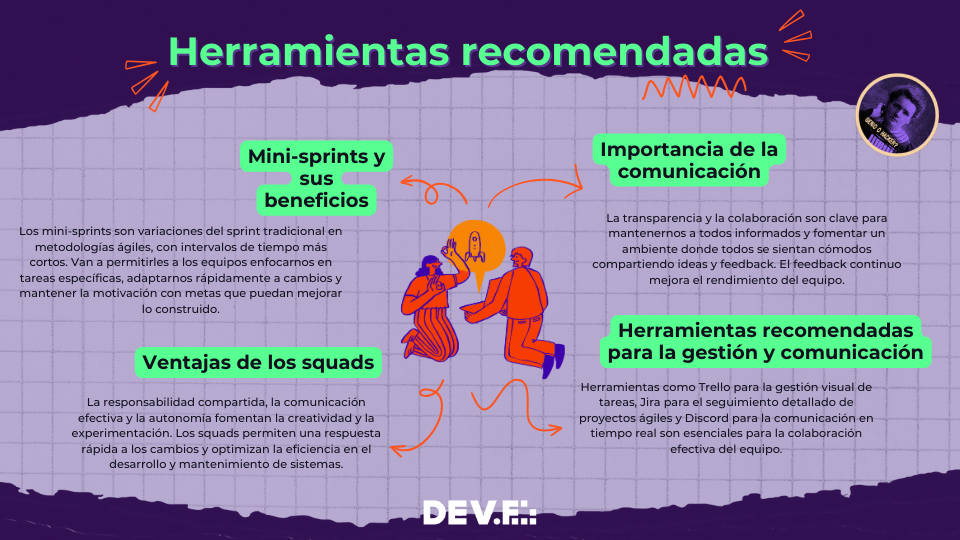 Herramientas recomendadas
Mini-sprints y
sus
beneficios
Los mini-sprints son variaciones del sprint tradicional en
metodologías ágiles, con intervalos de tiempo más
cortos. Van a permitirles a los equipos enfocarnos en
tareas específicas, adaptarnos rápidamente a cambios y
mantener la motivación con metas que puedan mejorar
lo construido.
Importancia de la
comunicación
La transparencia y la colaboración son clave para
mantenernos a todos informados y fomentar un
ambiente donde todos se sientan cómodos
compartiendo ideas y feedback. El feedback continuo
mejora el rendimiento del equipo.
Ventajas de los squads
La responsabilidad compartida, la comunicación
efectiva y la autonomía fomentan la creatividad y la
experimentación. Los squads permiten una respuesta
rápida a los cambios y optimizan la eficiencia en el
desarrollo y mantenimiento de sistemas.
Herramientas recomendadas
para la gestión y comunicación
Herramientas como Trello para la gestión visual de
tareas, Jira para el seguimiento detallado de
proyectos ágiles y Discord para la comunicación en
tiempo real son esenciales para la colaboración
efectiva del equipo.
DEV.F